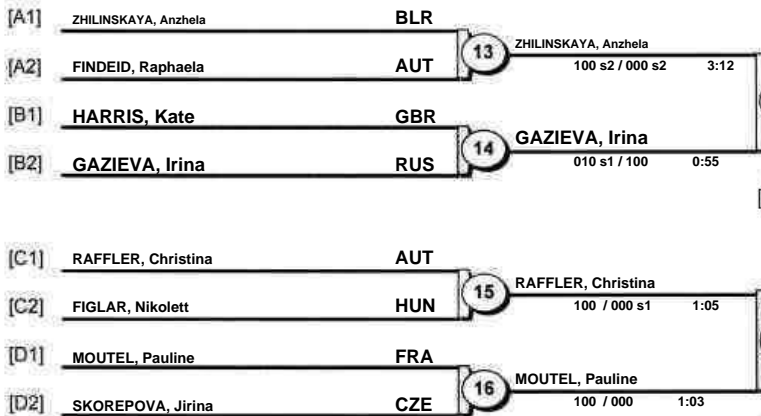 [A1] ZHILINSKAYA, Anzhela BLR
13 ZHILINSKAYA, Anzhela
[A2] FINDEID, Raphaela AUT
100 s2 / 000 s2 3:12
[B1] HARRIS, Kate GBR
14 GAZIEVA, Irina
[B2] GAZIEVA, Irina RUS
010 s1 / 100 0:55
[C1] RAFFLER, Christina AUT
15 RAFFLER, Christina
[C2] FIGLAR, Nikolett HUN
100 / 000 s1 1:05
[D1] MOUTEL, Pauline FRA
16 MOUTEL, Pauline
[D2] SKOREPOVA, Jirina CZE
100 / 000 1:03